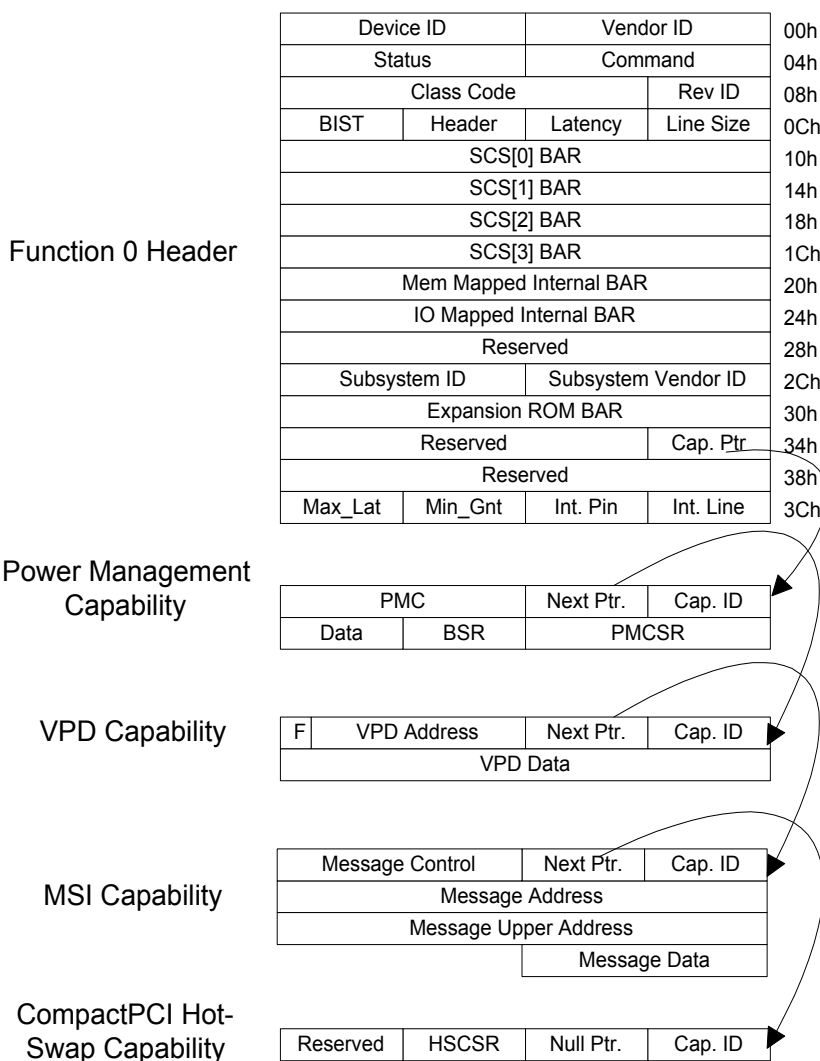 Device ID Vendor ID 00h
Status Command 04h
Class Code Rev ID 08h
BIST Header Latency Line Size 0Ch
SCS[0] BAR 10h
SCS[1] BAR 14h
SCS[2] BAR 18h
Function 0 Header SCS[3] BAR 1Ch
Mem Mapped Internal BAR 20h
IO Mapped Internal BAR 24h
Reserved 28h
Subsystem ID Subsystem Vendor ID 2Ch
Expansion ROM BAR 30h
Reserved Cap. Ptr 34h
Reserved 38h
Max_Lat Min_Gnt Int. Pin Int. Line 3Ch
Power Management
Capability
PMC Next Ptr. Cap. ID
Data BSR PMCSR
VPD Capability
F VPD Address Next Ptr. Cap. ID
VPD Data
MSI Capability
Message Control Next Ptr. Cap. ID
Message Address
Message Upper Address
Message Data
CompactPCI Hot-
Swap Capability
Reserved HSCSR Null Ptr. Cap. ID